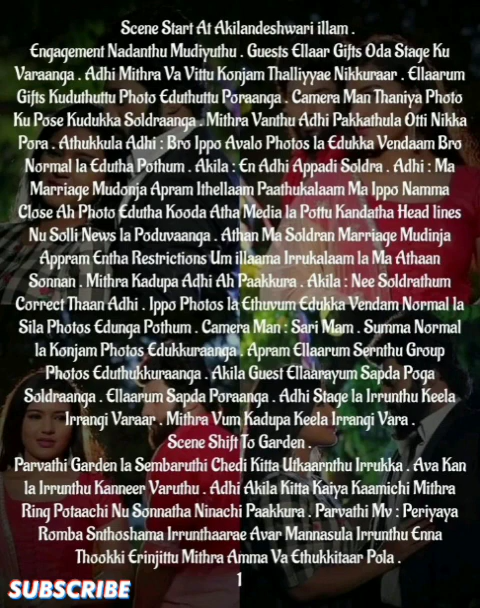 Scene Start At Akilandeshwari illam .
Engagement Nadanthu Mudiyuthu . Guests Ellaar Gifts Oda Stage Ku
Varaanga . Adhi Mithra Va Vittu Konjam Thalliyyae Nikkuraar . Ellaarum
Gifts Kuduthuttu Photo Eduthuttu Poraanga . Camera Man Thaniya Photo
Ku Pose Kudukka Soldraanga . Mithra Vanthu Adhi Pakkathula Otti Nikka
Pora . Athukkula Adhi : Bro Ippo Avalo Photos la Edukka Vendaam Bro
Normal la Edutha Pothum . Akila : En Adhi Appadi Soldra . Adhi : Ma
Marriage Mudonja Apram Ithellaam Paathukalaam Ma Ippo Namma
Close Ah Photo Edutha Kooda Atha Media la Pottu Kandatha Head lines
Nu Solli News la Poduvaanga . Athan Ma Soldran Marriage Mudinja
Appram Entha Restrictions Um illaama Irrukalaam la Ma Athaan
Sonnan . Mithra Kadupa Adhi Ah Paakkura . Akila : Nee Soldrathum
Correct Thaan Adhi . Ippo Photos la Ethuvum Edukka Vendam Normal la
Sila Photos Edunga Pothum . Camera Man : Sari Mam . Summa Normal
la Konjam Photos Edukkuraanga . Apram Ellaarum Sernthu Group
Photos Eduthukkuraanga . Akila Guest Ellaarayum Sapda Poga
Soldraanga . Ellaarum Sapda Poraanga . Adhi Stage la Irrunthu Keela
Irrangi Varaar . Mithra Vum Kadupa Keela Irrangi Vara .
Scene Shift To Garden .
Parvathi Garden la Sembaruthi Chedi Kitta Utkaarnthu Irrukka . Ava Kan
la Irrunthu Kanneer Varuthu . Adhi Akila Kitta Kaiya Kaamichi Mithra
Ring Potaachi Nu Sonnatha Ninachi Paakkura . Parvathi Mv : Periyaya
Romba Snthoshama Irrunthaarae Avar Mannasula Irrunthu Enna
Thookki Erinjittu Mithra Amma Va Ethukkitaar Pola .
1
SUBSCRIBE